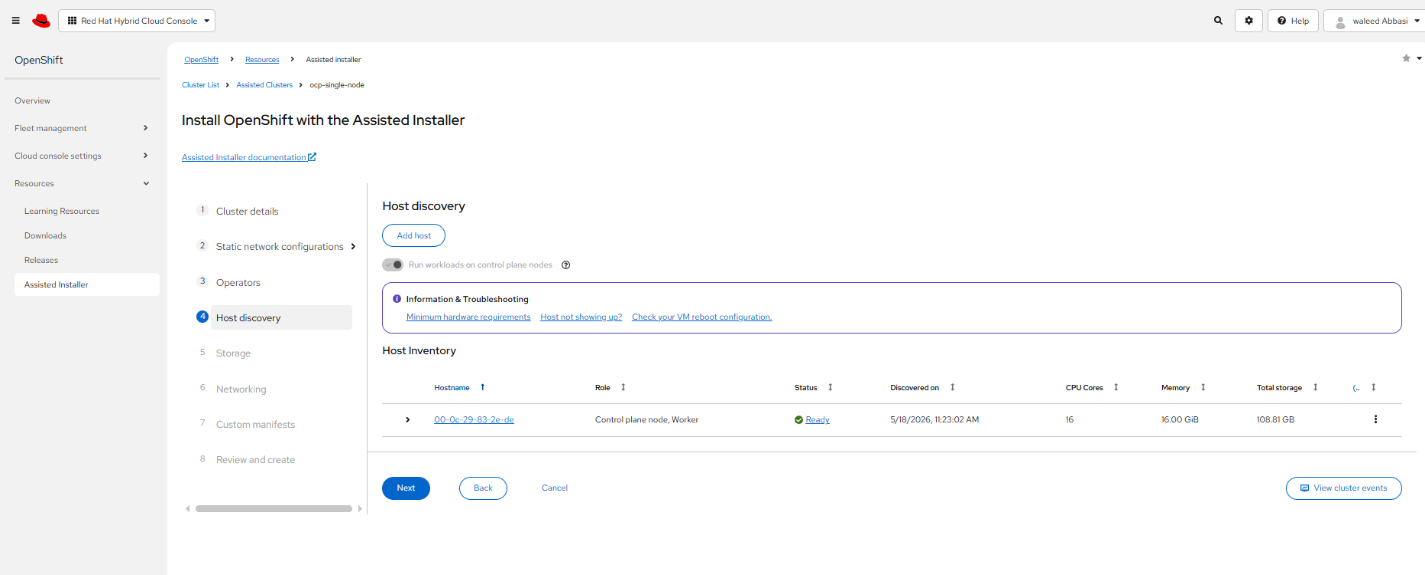 Red Hat Hybrid Cloud Console
Help
waleed Abbasi
OpenShift
Overview
Fleet management
Cloud console settings
Resources
Learning Resources
Downloads
Releases
Assisted Installer
OpenShift > Resources > Assisted installer
Cluster List > Assisted Clusters > ocp-single-node
Install OpenShift with the Assisted Installer
Assisted Installer documentation
1 Cluster details
2 Static network configurations
3 Operators
4 Host discovery
5 Storage
6 Networking
7 Custom manifests
8 Review and create
Host discovery
Add host
Run workloads on control plane nodes
Information & Troubleshooting
Minimum hardware requirements Host not showing up? Check your VM reboot configuration.
Host Inventory
Hostname Role Status Discovered on CPU Cores Memory Total storage (..
00-0c-29-83-2e-de Control plane node, Worker Ready 5/18/2026, 11:23:02 AM 16 16.00 GiB 108.81 GB
Next Back Cancel View cluster events